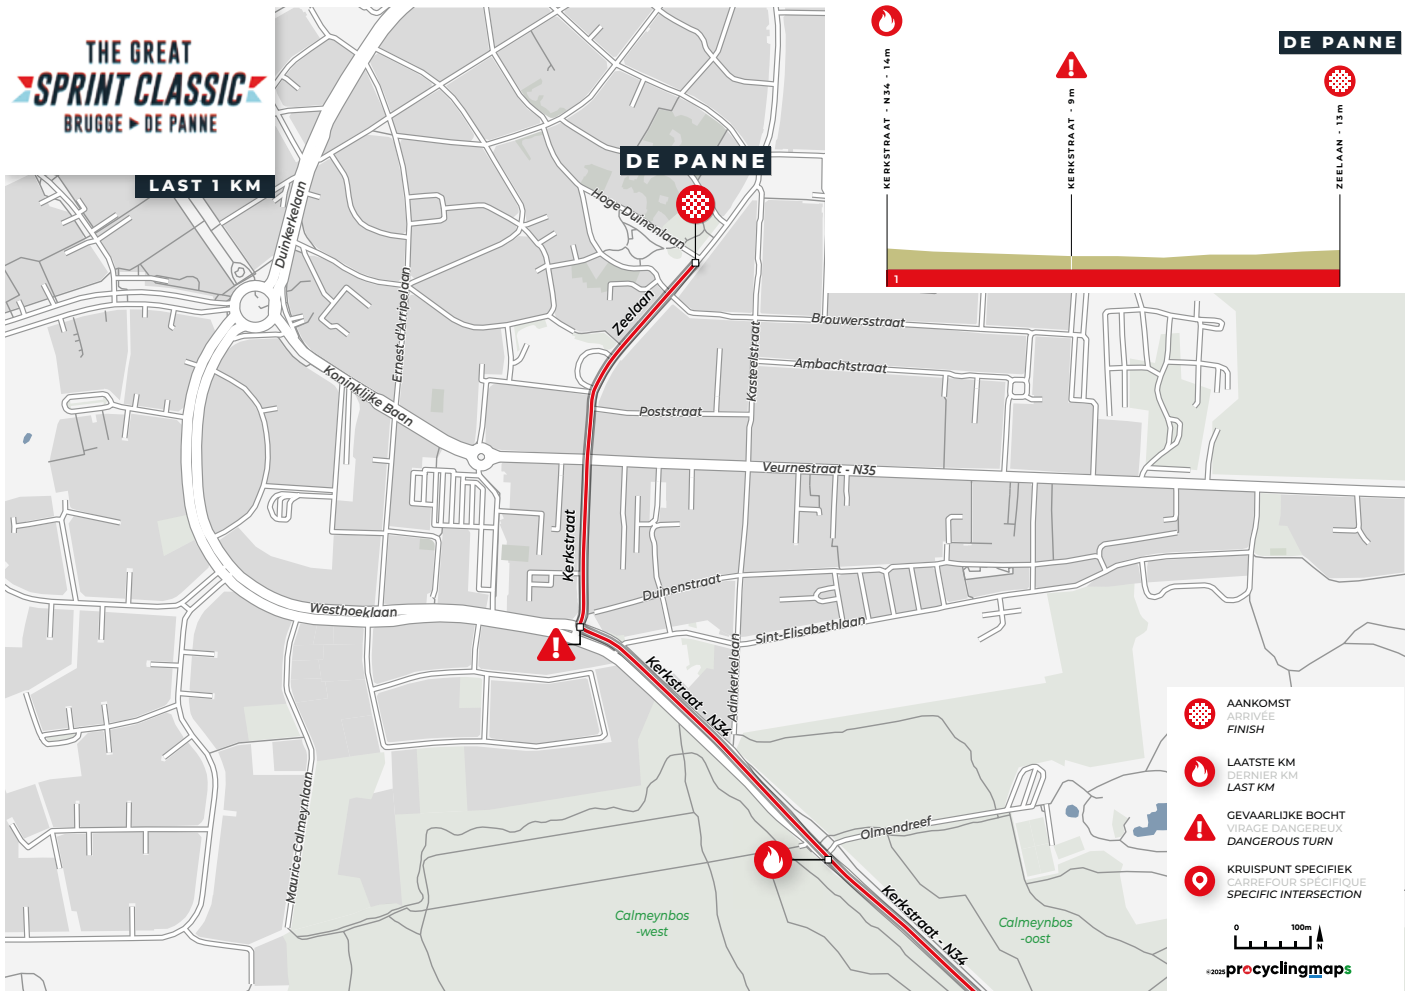 THE GREAT
SPRINT CLASSIC
BRUGGE ▶ DE PANNE
LAST 1 KM
KERKSTRAAT - N34 - 14m
KERKSTRAAT - 9m
DE PANNE
ZEELAAN - 13m
1
DE PANNE
Hoge Duinenlaan
Duinkerkelaan
Ernest d'Arripelaan
Zeelaan
Brouwersstraat
Kasteelstraat
Ambachtstraat
Koninklijke Baan
Poststraat
Veurnestraat - N35
Kerkstraat
Duinenstraat
Westhoeklaan
Sint-Elisabethlaan
Adinkerkelaan
Kerkstraat - N34
Maurice Calmeynlaan
Olmendreef
Kerkstraat - N34
Calmeynbos
-west
Calmeynbos
-oost
AANKOMST
ARRIVÉE
FINISH
LAATSTE KM
DERNIER KM
LAST KM
GEVAARLIJKE BOCHT
VIRAGE DANGEREUX
DANGEROUS TURN
KRUISPUNT SPECIFIEK
CARREFOUR SPÉCIFIQUE
SPECIFIC INTERSECTION
0 100m
N
©2025 procyclingmaps